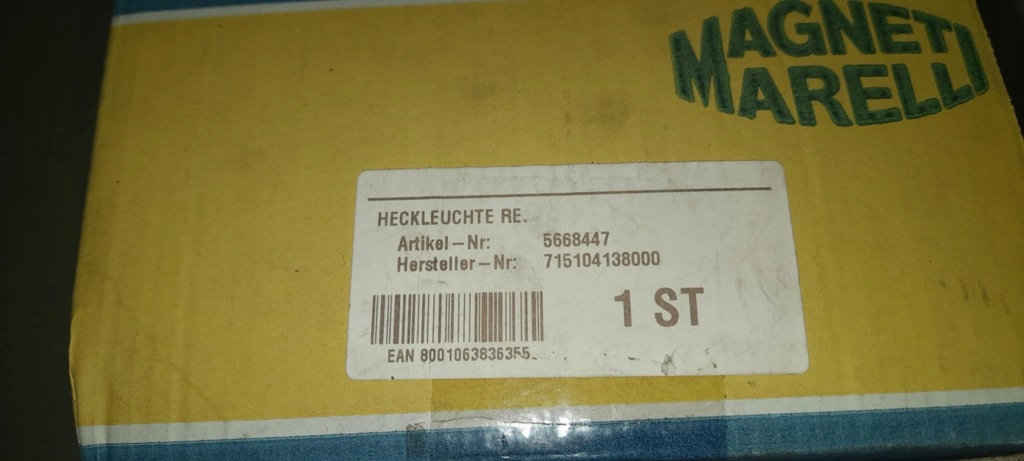 MAGNETI
MARELLI
HECKLEUCHTE RE.
Artikel-Nr: 5668447
Hersteller-Nr: 715104138000
1 ST
EAN 8001063836355